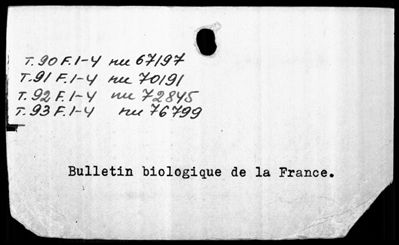 T. 90 F. 1-4 nu 67197
T. 91 F. 1-4 nu 70191
T. 92 F. 1-4 nu 72845
T. 93 F. 1-4 nu 76799
Bulletin biologique de la France.